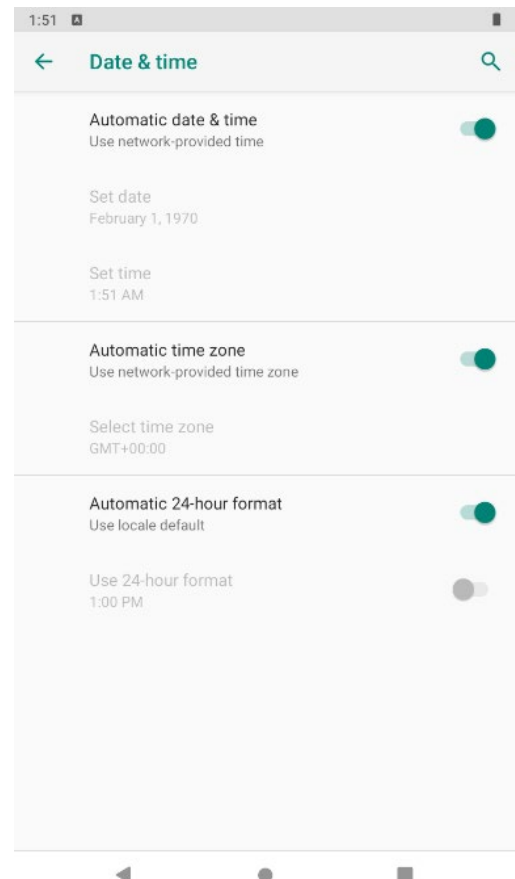 1:51
Date & time
Automatic date & time
Use network-provided time
Set date
February 1, 1970
Set time
1:51 AM
Automatic time zone
Use network-provided time zone
Select time zone
GMT+00:00
Automatic 24-hour format
Use locale default
Use 24-hour format
1:00 PM